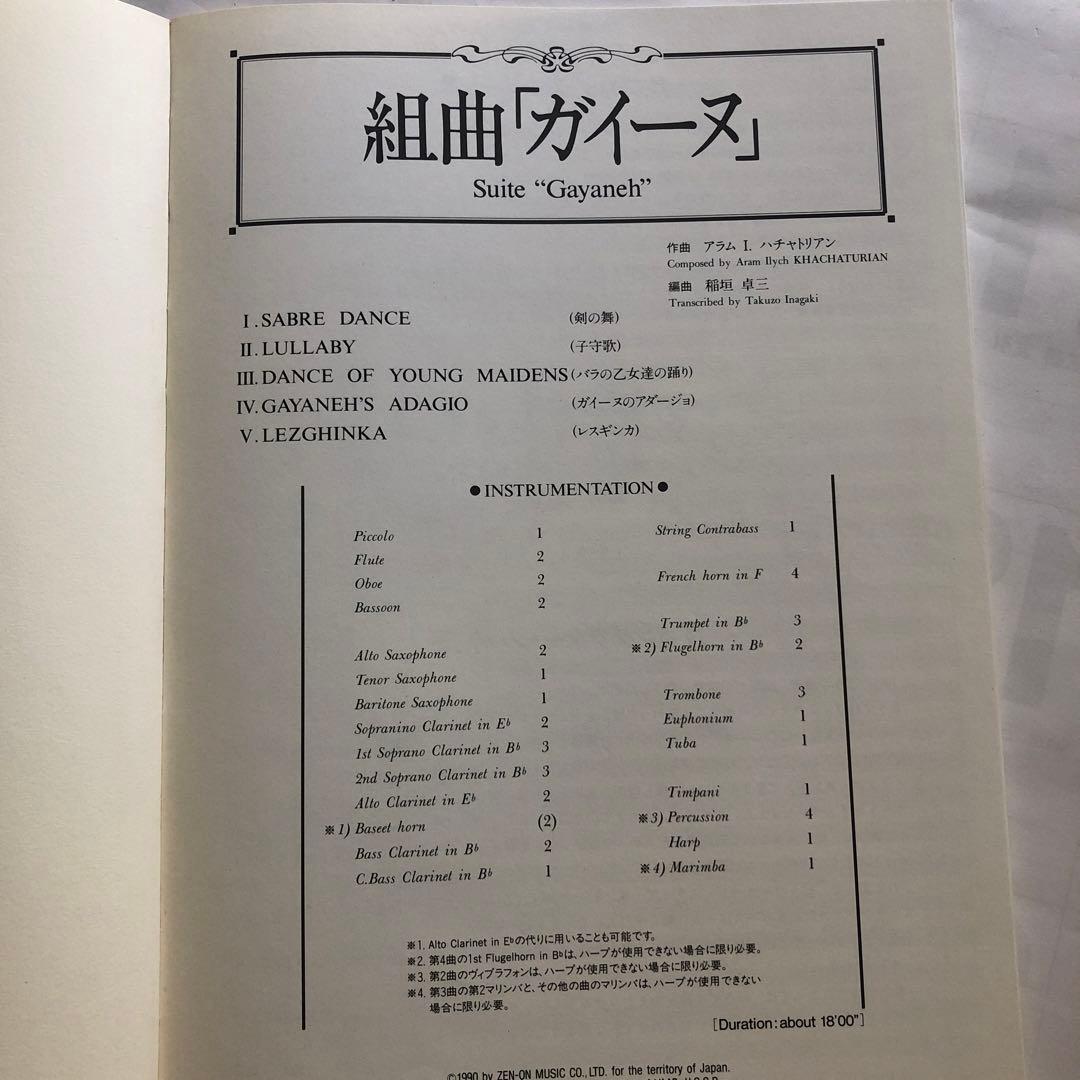 組曲「ガイーヌ」
Suite “Gayaneh”
作曲 アラム I. ハチャトリアン
Composed by Aram Ilych KHACHATURIAN
編曲 稲垣 卓三
Transcribed by Takuzo Inagaki
I. SABRE DANCE (剣の舞)
II. LULLABY (子守歌)
III. DANCE OF YOUNG MAIDENS (バラの乙女達の踊り)
IV. GAYANEH'S ADAGIO (ガイーヌのアダージョ)
V. LEZGHINKA (レスギンカ)
●INSTRUMENTATION●
Piccolo 1
Flute 2
Oboe 2
Bassoon 2
Alto Saxophone 2
Tenor Saxophone 1
Baritone Saxophone 1
Sopranino Clarinet in E♭ 2
1st Soprano Clarinet in B♭ 3
2nd Soprano Clarinet in B♭ 3
Alto Clarinet in E♭ 2
※1) Baseet horn (2)
Bass Clarinet in B♭ 2
C.Bass Clarinet in B♭ 1
String Contrabass 1
French horn in F 4
Trumpet in B♭ 3
※2) Flugelhorn in B♭ 2
Trombone 3
Euphonium 1
Tuba 1
Timpani 1
※3) Percussion 4
Harp 1
※4) Marimba 1
※1. Alto Clarinet in E♭の代りに用いることも可能です。
※2. 第4曲の1st Flugelhorn in B♭は、ハープが使用できない場合に限り必要。
※3. 第2曲のヴィブラフォンは、ハープが使用できない場合に限り必要。
※4. 第3曲の第2マリンバと、その他の曲のマリンバは、ハープが使用できない
場合に限り必要。
[Duration: about 18'00"]
©1990 by ZEN-ON MUSIC CO., LTD. for the territory of Japan.